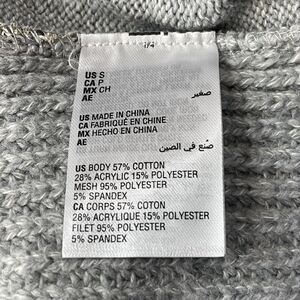 US S
CA P
MX CH
AE صغير
US MADE IN CHINA
CA FABRIQUÉ EN CHINE
MX HECHO EN CHINA
AE صُنع في الصين
US BODY 57% COTTON
28% ACRYLIC 15% POLYESTER
MESH 95% POLYESTER
5% SPANDEX
CA CORPS 57% COTON
28% ACRYLIQUE 15% POLYESTER
FILET 95% POLYESTER
5% SPANDEX